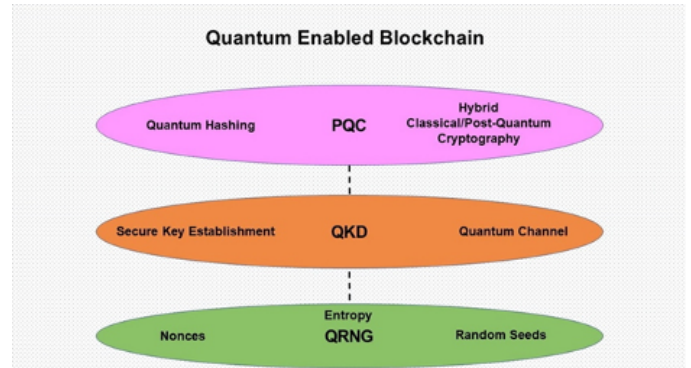 Quantum Enabled Blockchain
Quantum Hashing
PQC
Hybrid
Classical/Post-Quantum
Cryptography
Secure Key Establishment
QKD
Quantum Channel
Entropy
Nonces
QRNG
Random Seeds